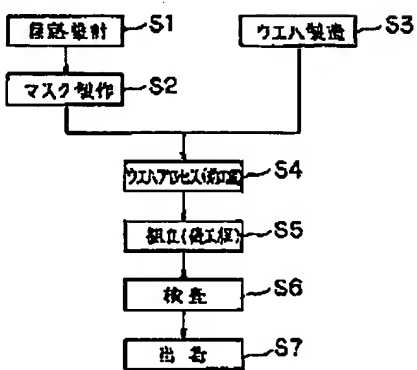 回路設計 S1
ウエハ製造 S3
マスク製作 S2
ウエハプロセス(前工程) S4
組立(後工程) S5
検査 S6
出荷 S7